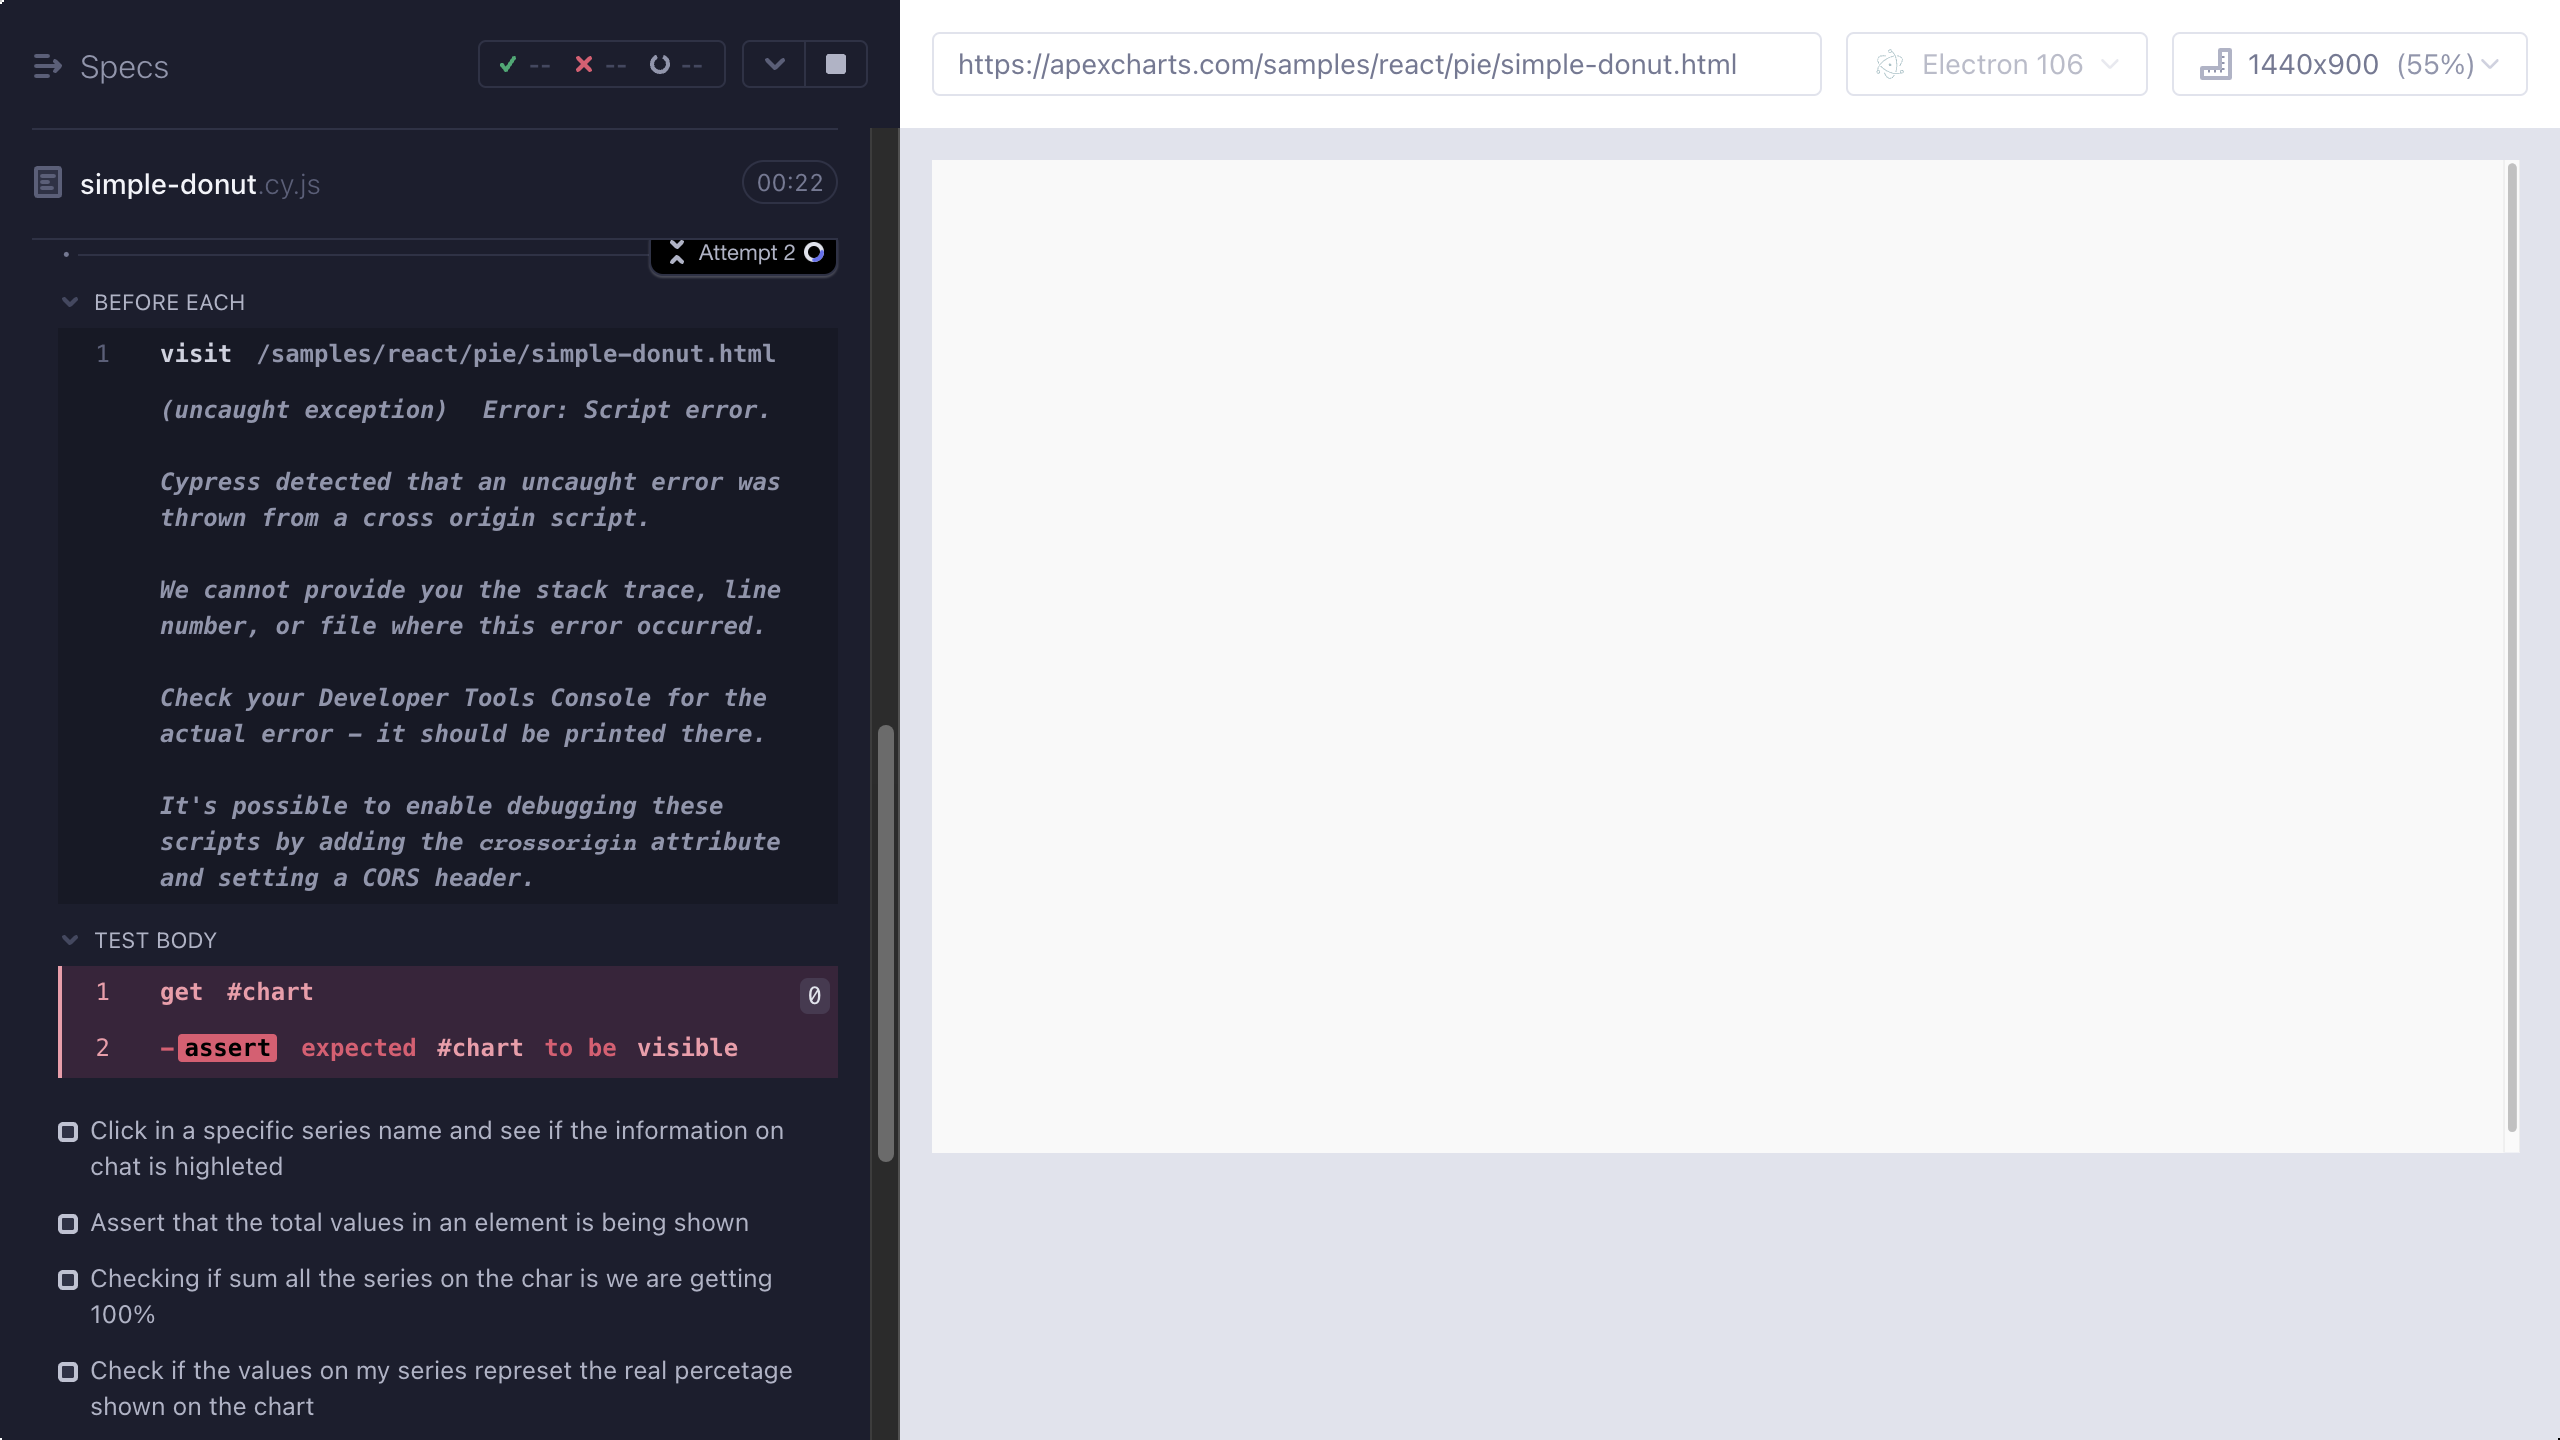 Specs
-- -- --
https://apexcharts.com/samples/react/pie/simple-donut.html
Electron 106
1440x900 (55%)
simple-donut.cy.js
00:22
Attempt 2
BEFORE EACH
1 visit /samples/react/pie/simple-donut.html
(uncaught exception) Error: Script error.
Cypress detected that an uncaught error was
thrown from a cross origin script.
We cannot provide you the stack trace, line
number, or file where this error occurred.
Check your Developer Tools Console for the
actual error - it should be printed there.
It's possible to enable debugging these
scripts by adding the crossorigin attribute
and setting a CORS header.
TEST BODY
1 get #chart 0
2 -assert expected #chart to be visible
Click in a specific series name and see if the information on
chat is highleted
Assert that the total values in an element is being shown
Checking if sum all the series on the char is we are getting
100%
Check if the values on my series represet the real percetage
shown on the chart